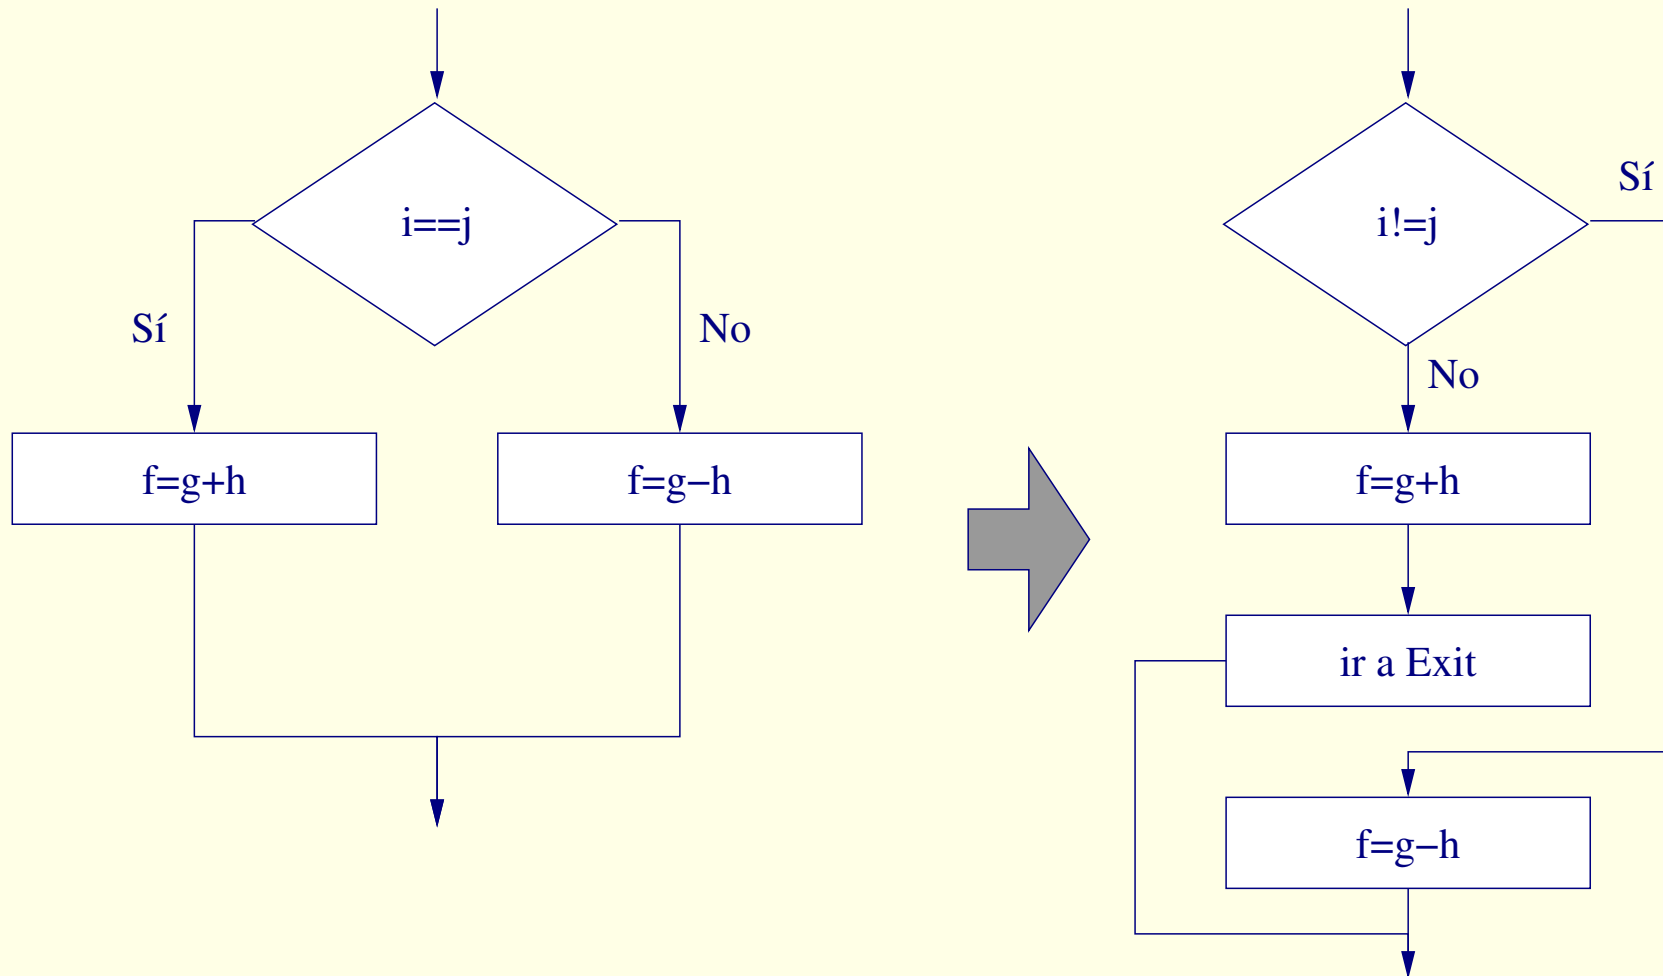 i==j
Sí
No
f=g+h
f=g−h
i!=j
Sí
No
f=g+h
ir a Exit
f=g−h